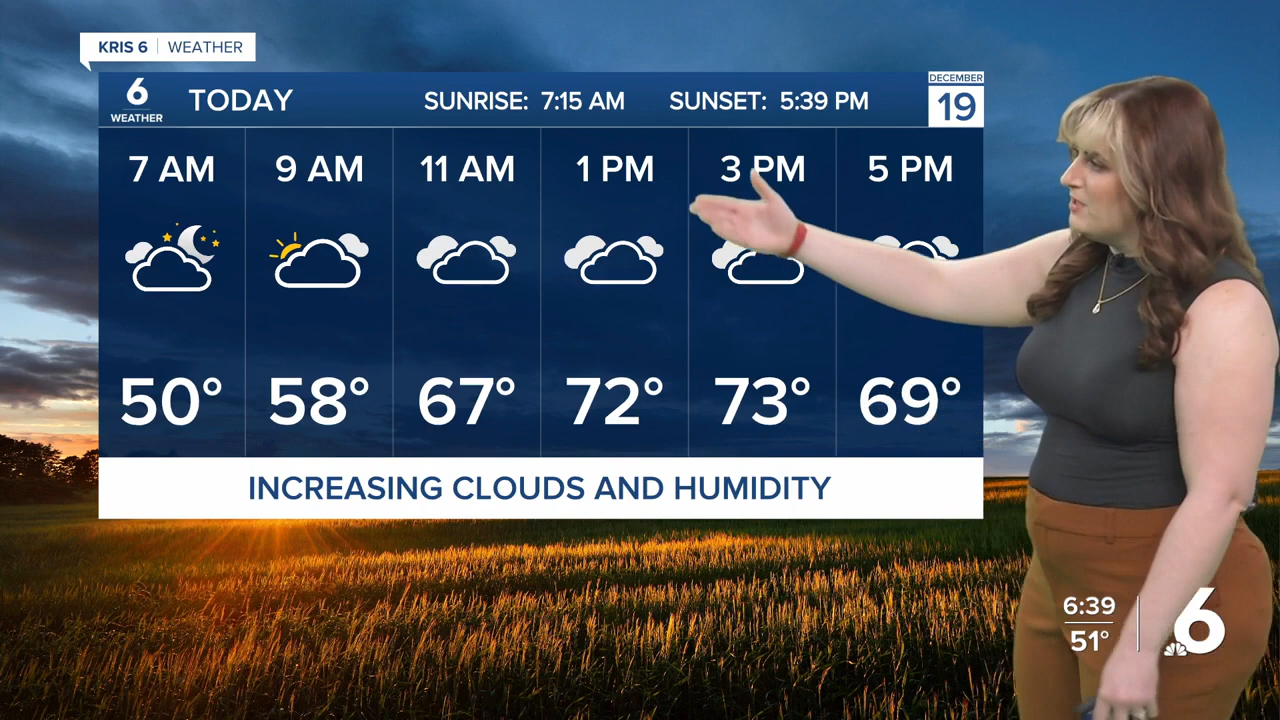 KRIS 6 | WEATHER
6
WEATHER
TODAY
SUNRISE: 7:15 AM
SUNSET: 5:39 PM
DECEMBER
19
7 AM
9 AM
11 AM
1 PM
3 PM
5 PM
50°
58°
67°
72°
73°
69°
INCREASING CLOUDS AND HUMIDITY
6:39
51°
6